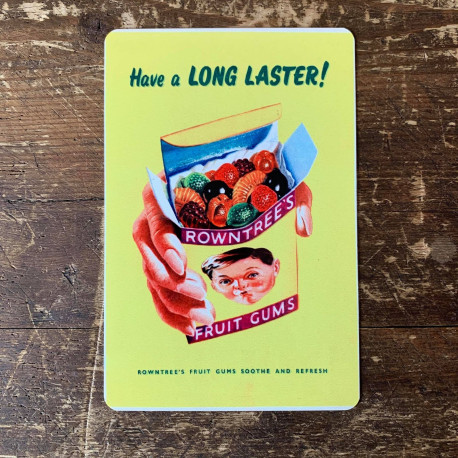 Have a LONG LASTER!
ROWNTREE'S
FRUIT GUMS
ROWNTREE'S FRUIT GUMS SOOTHE AND REFRESH